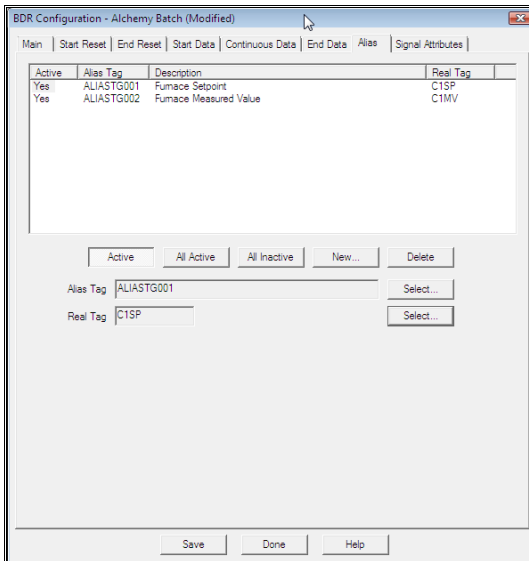 BDR Configuration - Alchemy Batch (Modified)
Main Start Reset End Reset Start Data Continuous Data End Data Alias Signal Attributes
Active Alias Tag Description Real Tag
Yes ALIASTG001 Furnace Setpoint C1SP
Yes ALIASTG002 Furnace Measured Value C1MV
Active All Active All Inactive New... Delete
Alias Tag ALIASTG001 Select...
Real Tag C1SP Select...
Save Done Help